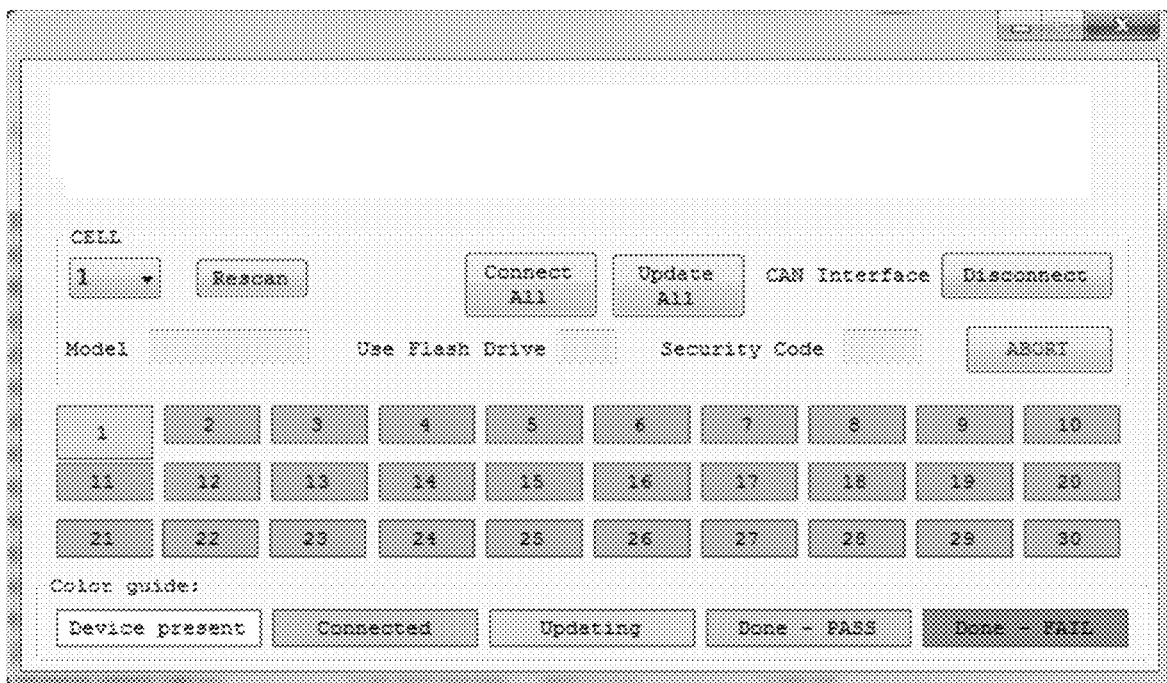 CELL
1 Rescan Connect All Update All CAN Interface Disconnect
Model Use Flash Drive Security Code ABORT
1 2 3 4 5 6 7 8 9 10
11 12 13 14 15 16 17 18 19 20
21 22 23 24 25 26 27 28 29 30
Color guide:
Device present Connected Updating Done - PASS Done - FAIL